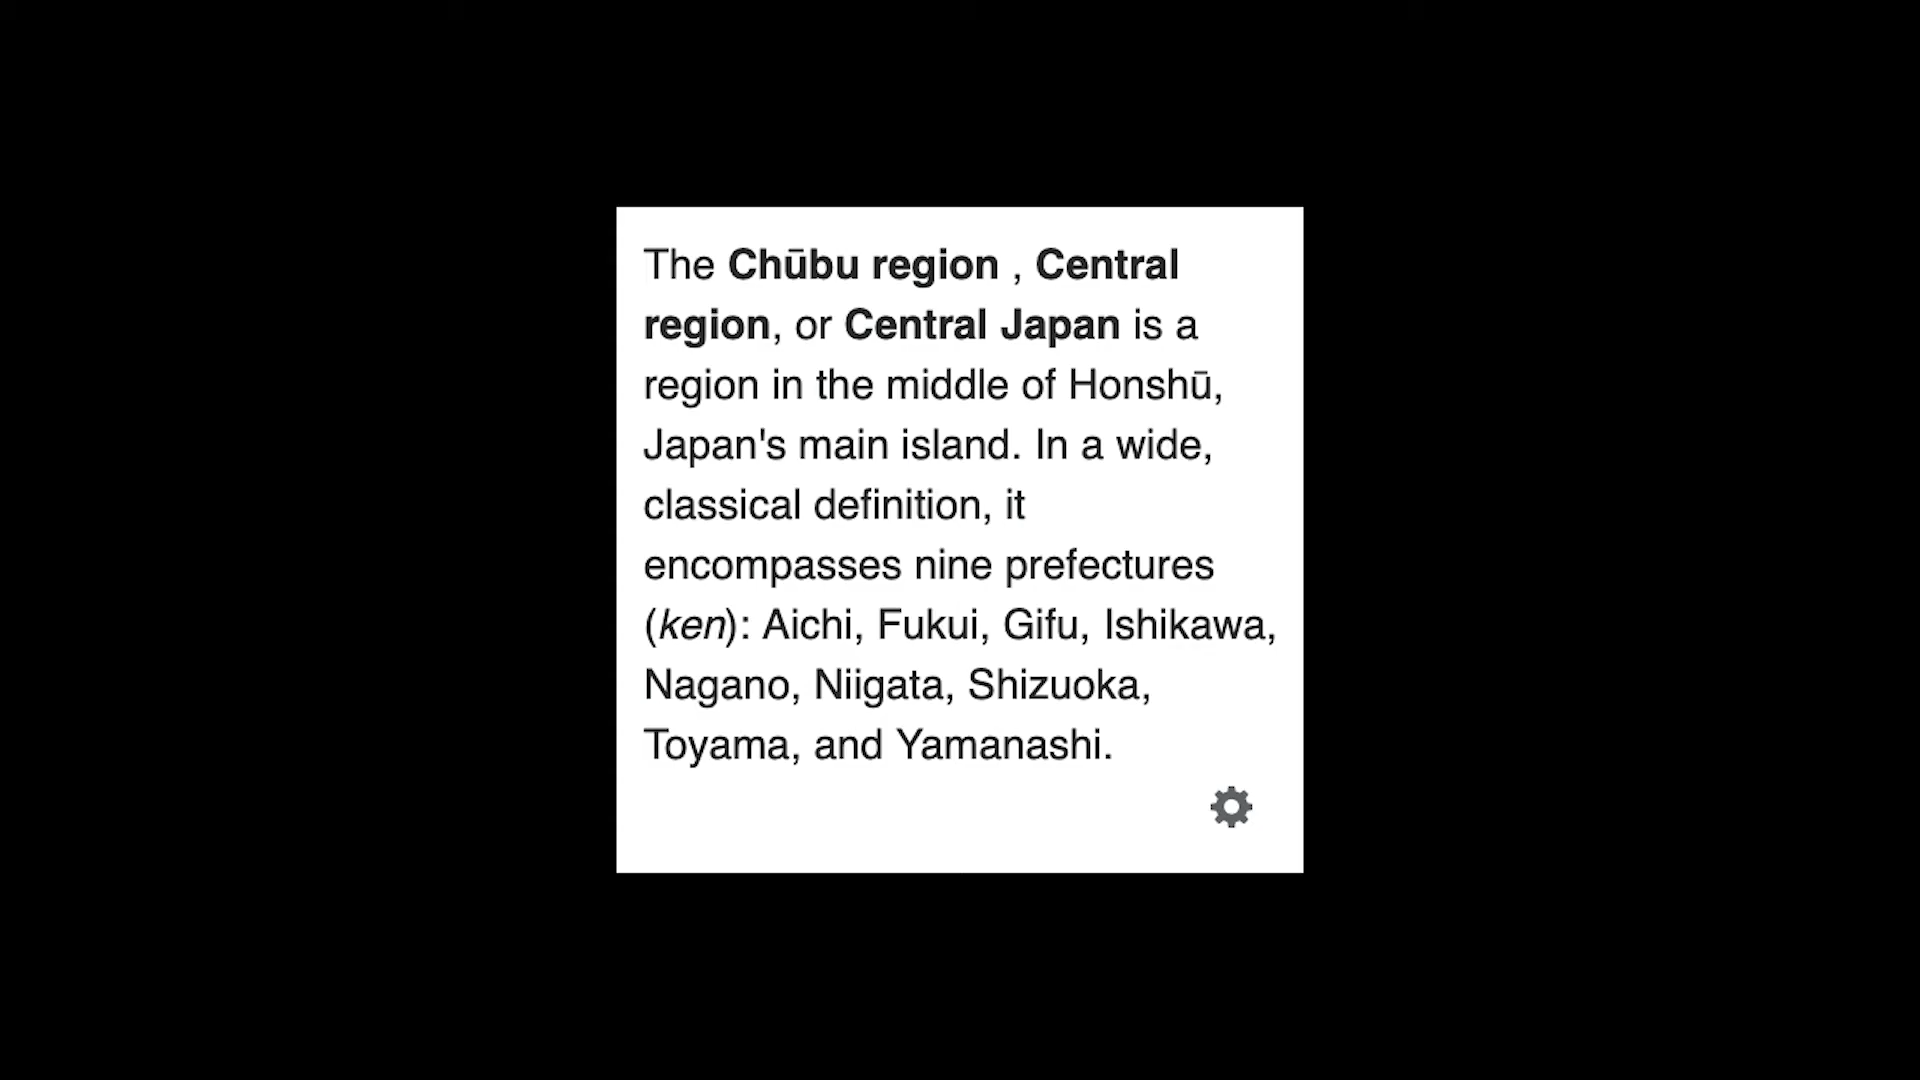 The Chūbu region , Central
region, or Central Japan is a
region in the middle of Honshū,
Japan's main island. In a wide,
classical definition, it
encompasses nine prefectures
(ken): Aichi, Fukui, Gifu, Ishikawa,
Nagano, Niigata, Shizuoka,
Toyama, and Yamanashi.